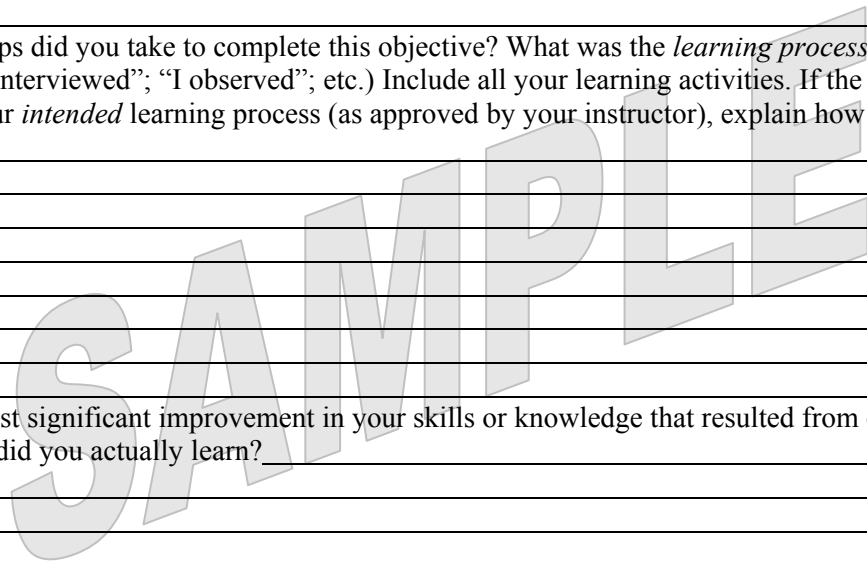 ps did you take to complete this objective? What was the learning process
nterviewed”; “I observed”; etc.) Include all your learning activities. If the
ur intended learning process (as approved by your instructor), explain how
SAMPLE
st significant improvement in your skills or knowledge that resulted from
did you actually learn?